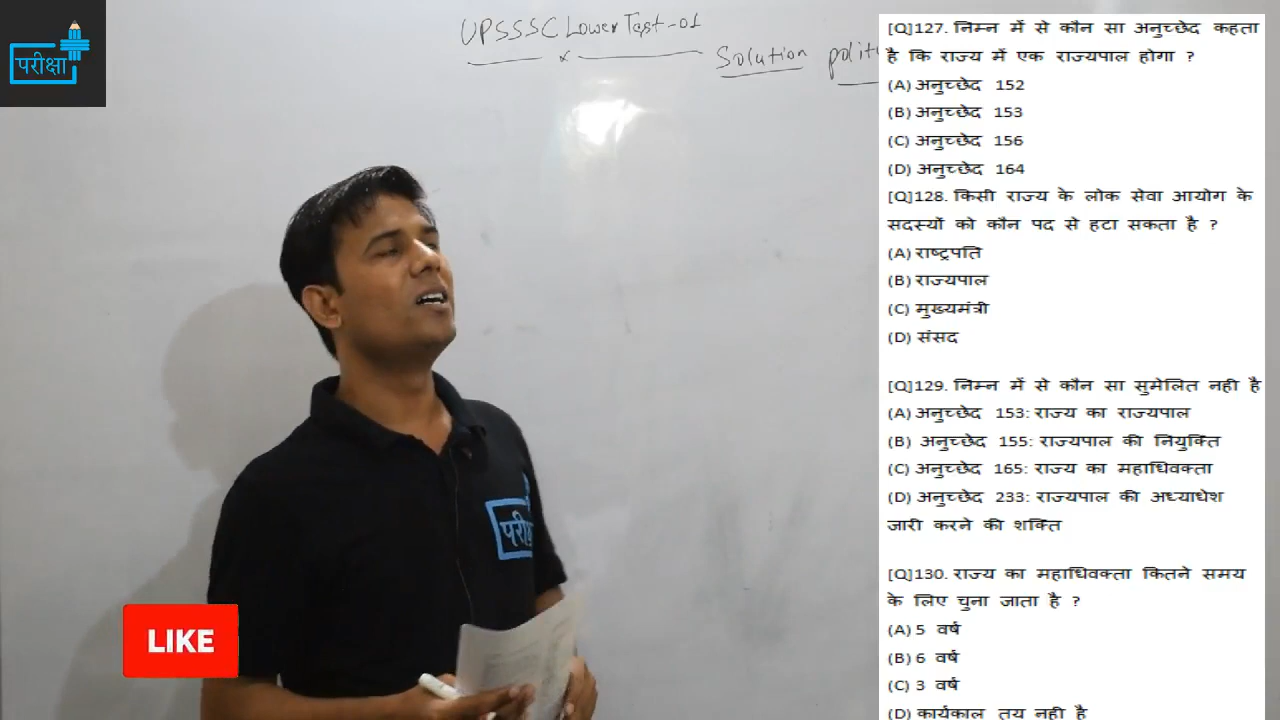 परीक्षा
UPSSSC Lower Test-01
Solution polit
[Q]127. निम्न में से कौन सा अनुच्छेद कहता
है कि राज्य में एक राज्यपाल होगा ?
(A) अनुच्छेद 152
(B) अनुच्छेद 153
(C) अनुच्छेद 156
(D) अनुच्छेद 164
[Q]128. किसी राज्य के लोक सेवा आयोग के
सदस्यों को कौन पद से हटा सकता है ?
(A) राष्ट्रपति
(B) राज्यपाल
(C) मुख्यमंत्री
(D) संसद
[Q]129. निम्न में से कौन सा सुमेलित नही है
(A) अनुच्छेद 153: राज्य का राज्यपाल
(B) अनुच्छेद 155: राज्यपाल की नियुक्ति
(C) अनुच्छेद 165: राज्य का महाधिवक्ता
(D) अनुच्छेद 233: राज्यपाल की अध्याधेश
जारी करने की शक्ति
[Q]130. राज्य का महाधिवक्ता कितने समय
के लिए चुना जाता है ?
(A) 5 वर्ष
(B) 6 वर्ष
(C) 3 वर्ष
(D) कार्यकाल तय नही है
परी
LIKE